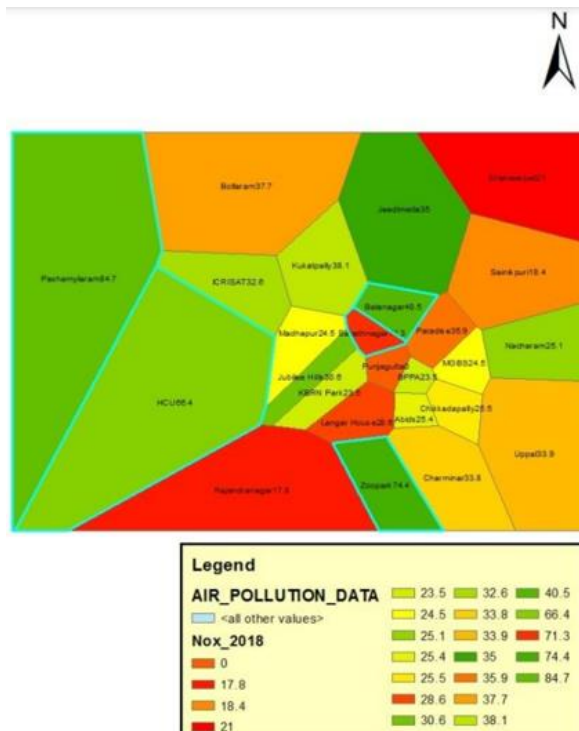 N
Bollaram37.7
Jeedimetla35
Pashamylaram84.7
Kukatpally38.1
Sainikpuri18.4
ICRISAT32.6
Balanagar40.5
Paradise35.9
Madhapur24.5
Nacharam25.1
Punjagutta0
MGBS24.5
Jubilee Hills30.6
BPPA23.5
HCU66.4
KBRN Park23.5
Chikkadapally25.5
Langar House28.6
Abids25.4
Uppal33.9
Zoopark74.4
Charminar33.8
Rajendranagar17.8
Legend
AIR_POLLUTION_DATA
<all other values>
Nox_2018
0
17.8
18.4
21
23.5
24.5
25.1
25.4
25.5
28.6
30.6
32.6
33.8
33.9
35
35.9
37.7
38.1
40.5
66.4
71.3
74.4
84.7